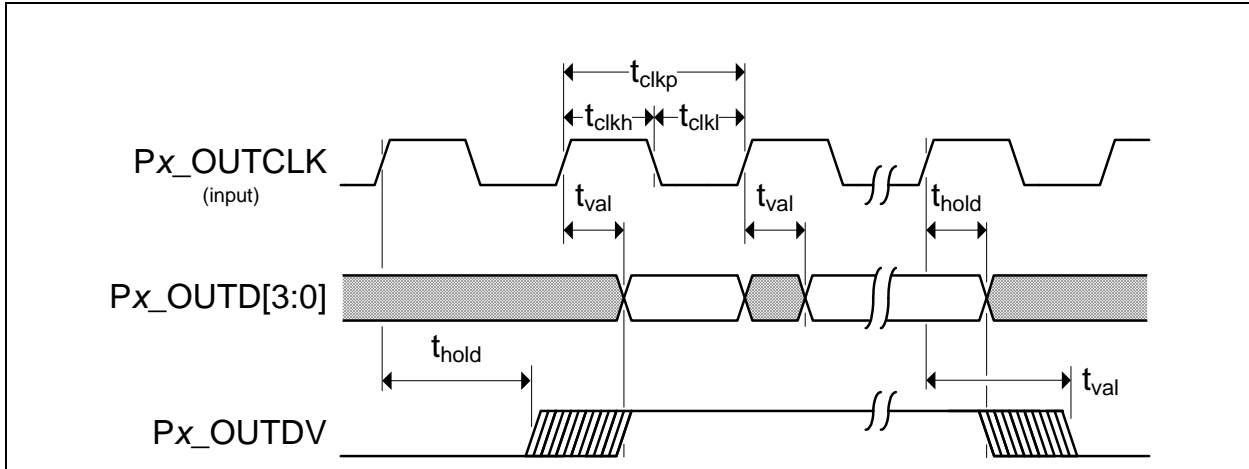 tclkp
tclkh tclkl
Px_OUTCLK
(input)
tval tval thold
Px_OUTD[3:0]
thold
tval
Px_OUTDV